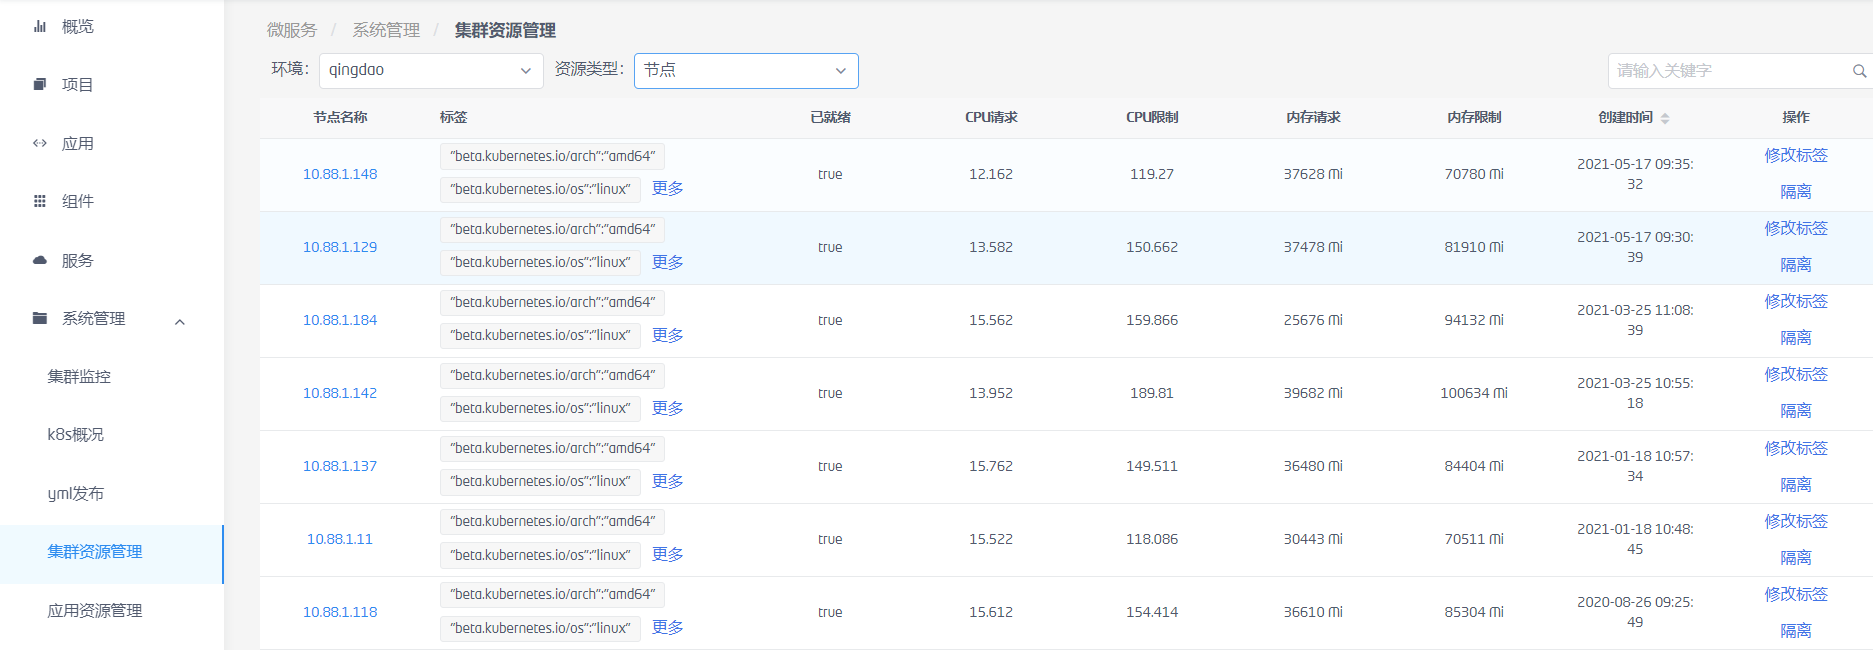 概览
项目
应用
组件
服务
系统管理
集群监控
k8s概况
yml发布
集群资源管理
应用资源管理
微服务 / 系统管理 / 集群资源管理
环境： qingdao 资源类型： 节点 请输入关键字
节点名称 标签 已就绪 CPU请求 CPU限制 内存请求 内存限制 创建时间 操作
10.88.1.148 "beta.kubernetes.io/arch":"amd64" "beta.kubernetes.io/os":"linux" 更多 true 12.162 119.27 37628 Mi 70780 Mi 2021-05-17 09:35:32 修改标签 隔离
10.88.1.129 "beta.kubernetes.io/arch":"amd64" "beta.kubernetes.io/os":"linux" 更多 true 13.582 150.662 37478 Mi 81910 Mi 2021-05-17 09:30:39 修改标签 隔离
10.88.1.184 "beta.kubernetes.io/arch":"amd64" "beta.kubernetes.io/os":"linux" 更多 true 15.562 159.866 25676 Mi 94132 Mi 2021-03-25 11:08:39 修改标签 隔离
10.88.1.142 "beta.kubernetes.io/arch":"amd64" "beta.kubernetes.io/os":"linux" 更多 true 13.952 189.81 39682 Mi 100634 Mi 2021-03-25 10:55:18 修改标签 隔离
10.88.1.137 "beta.kubernetes.io/arch":"amd64" "beta.kubernetes.io/os":"linux" 更多 true 15.762 149.511 36480 Mi 84404 Mi 2021-01-18 10:57:34 修改标签 隔离
10.88.1.11 "beta.kubernetes.io/arch":"amd64" "beta.kubernetes.io/os":"linux" 更多 true 15.522 118.086 30443 Mi 70511 Mi 2021-01-18 10:48:45 修改标签 隔离
10.88.1.118 "beta.kubernetes.io/arch":"amd64" "beta.kubernetes.io/os":"linux" 更多 true 15.612 154.414 36610 Mi 85304 Mi 2020-08-26 09:25:49 修改标签 隔离